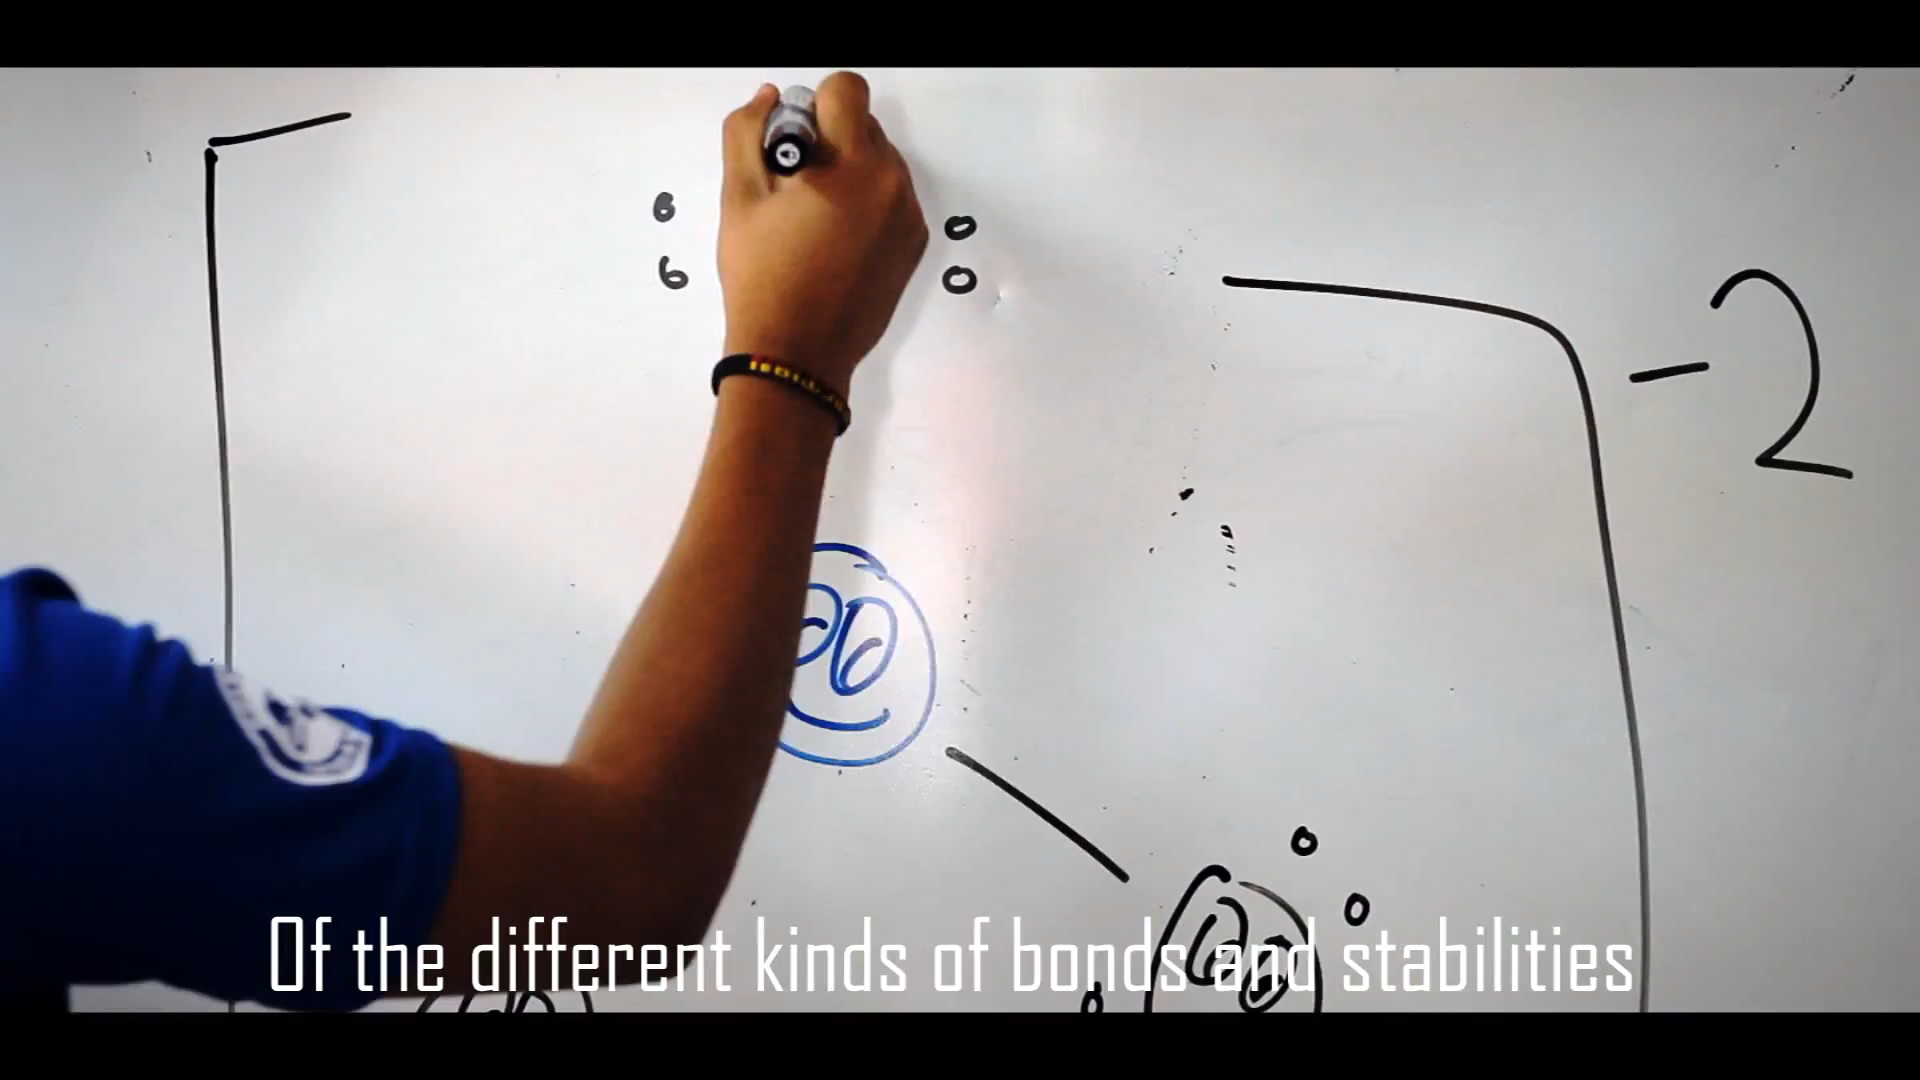 -2
Of the different kinds of bonds and stabilities